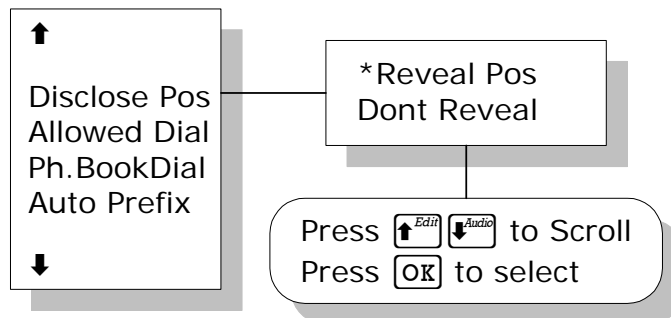 ⬆
Disclose Pos
Allowed Dial
Ph.BookDial
Auto Prefix
⬇
*Reveal Pos
Dont Reveal
Press ⬆Edit ⬇Audio to Scroll
Press OK to select